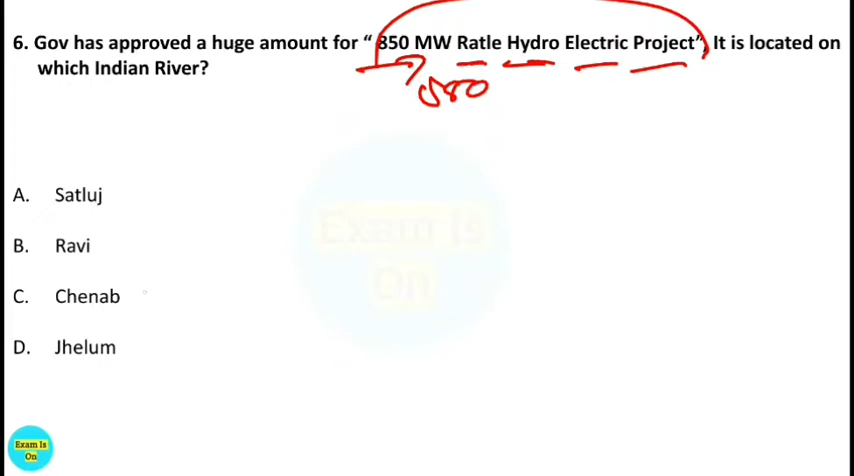 6. Gov has approved a huge amount for “ 850 MW Ratle Hydro Electric Project”, It is located on
which Indian River?
850
A. Satluj
Exam Is
On
B. Ravi
C. Chenab
D. Jhelum
Exam Is
On